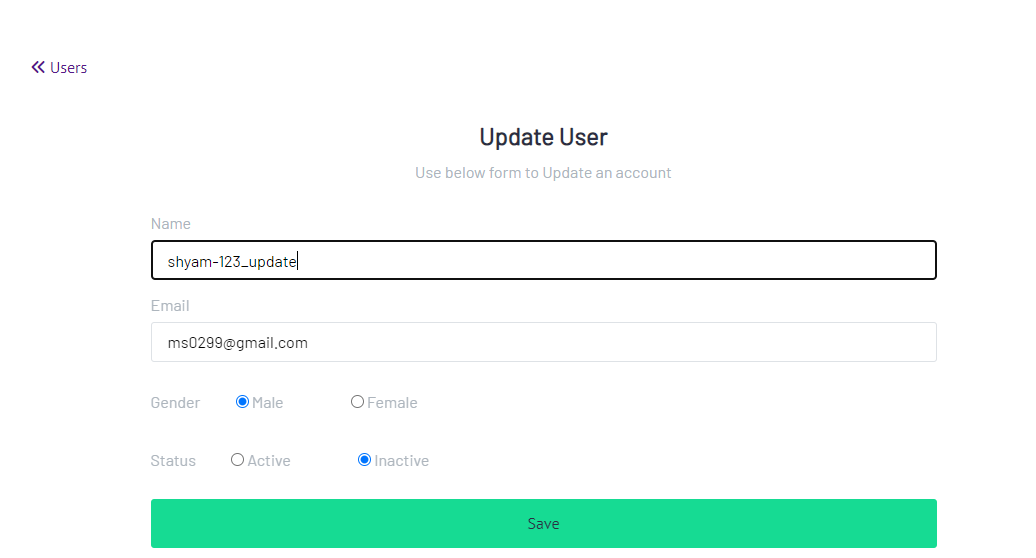 Users
Update User
Use below form to Update an account
Name
shyam-123_update
Email
ms0299@gmail.com
Gender Male Female
Status Active Inactive
Save